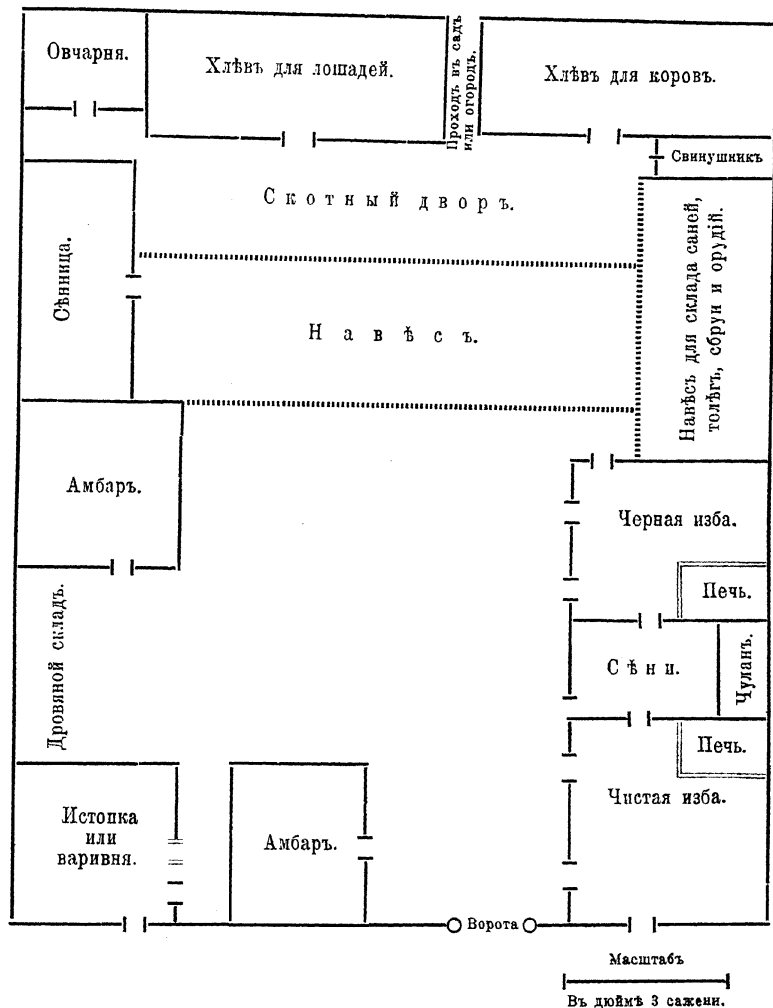 Овчарня.
Хлѣвъ для лошадей.
Проходъ въ садъ
или огородъ.
Хлѣвъ для коровъ.
Свинушникъ
Скотный дворъ.
Сѣнница.
Навѣсъ.
Навѣсъ для склада саней,
толѣгъ, сбруи и орудій.
Амбаръ.
Черная изба.
Печь.
Дровяной складъ.
Сѣни.
Чуланъ.
Печь.
Чистая изба.
Истопка
или
варивня.
Амбаръ.
Ворота
Масштабъ
Въ дюймѣ 3 сажени.